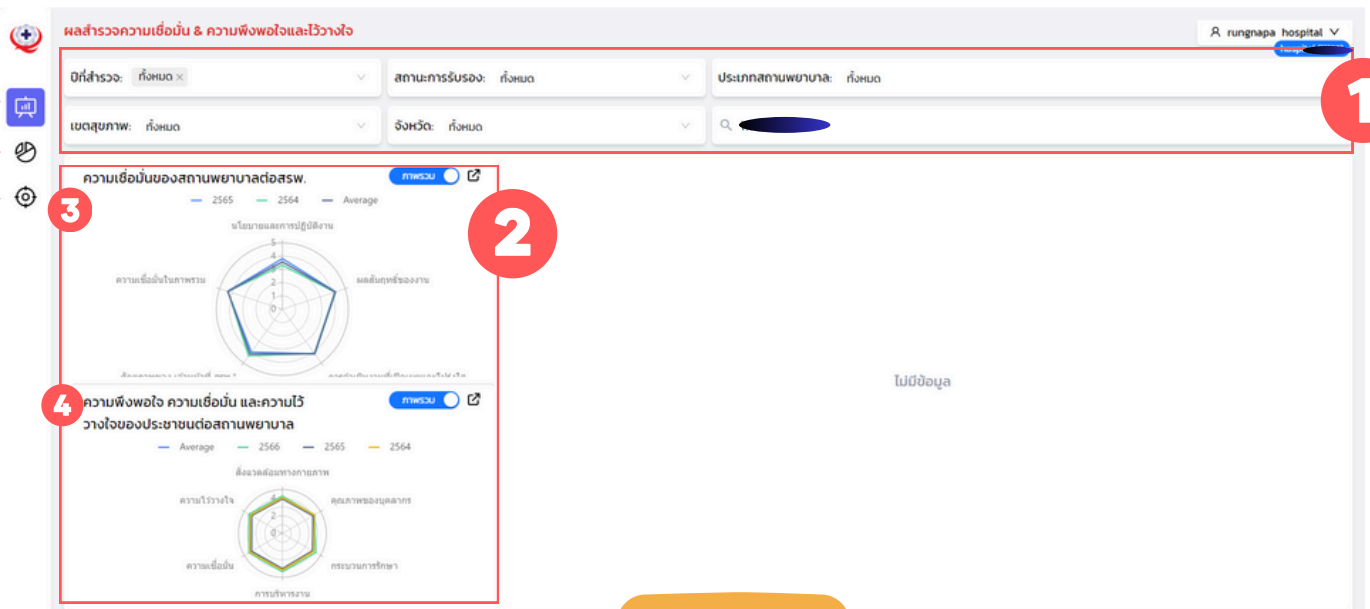 ผลสำรวจความเชื่อมั่น & ความพึงพอใจและไว้วางใจ
rungnapa hospital
ปีที่สำรวจ: ทั้งหมด ×
สถานะการรับรอง: ทั้งหมด
ประเภทสถานพยาบาล: ทั้งหมด
1
เขตสุขภาพ: ทั้งหมด
จังหวัด: ทั้งหมด
ความเชื่อมั่นของสถานพยาบาลต่อสรพ.
ภาพรวม
3
2
2565 2564 Average
นโยบายและการปฏิบัติงาน
5
4
ความเชื่อมั่นในภาพรวม
ผลสัมฤทธิ์ของงาน
2
1
0
ไม่มีข้อมูล
4
ความพึงพอใจ ความเชื่อมั่น และความไว้
วางใจของประชาชนต่อสถานพยาบาล
ภาพรวม
Average 2566 2565 2564
สิ่งแวดล้อมทางกายภาพ
ความไว้วางใจ
4
คุณภาพของบุคลากร
2
0
ความเชื่อมั่น
กระบวนการรักษา
การบริหารงาน